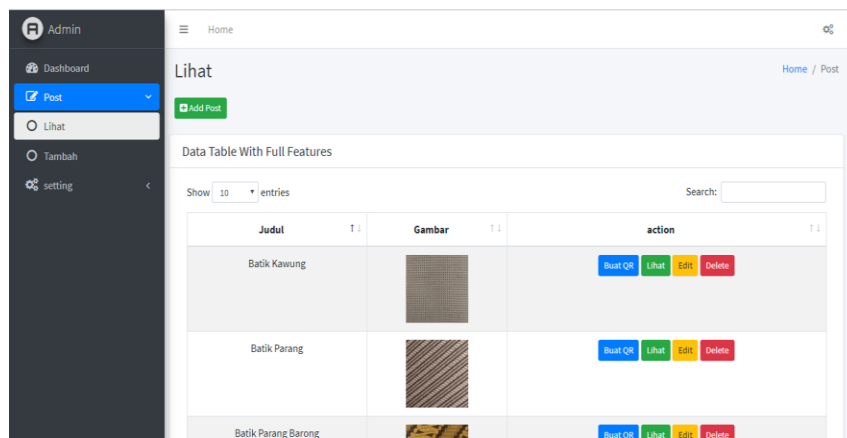 Admin
Home
Dashboard
Post
Lihat
Tambah
setting
Lihat
Home / Post
Add Post
Data Table With Full Features
Show 10 entries
Search:
Judul Gambar action
Batik Kawung Buat QR Lihat Edit Delete
Batik Parang Buat QR Lihat Edit Delete
Batik Parang Barong Buat QR Lihat Edit Delete